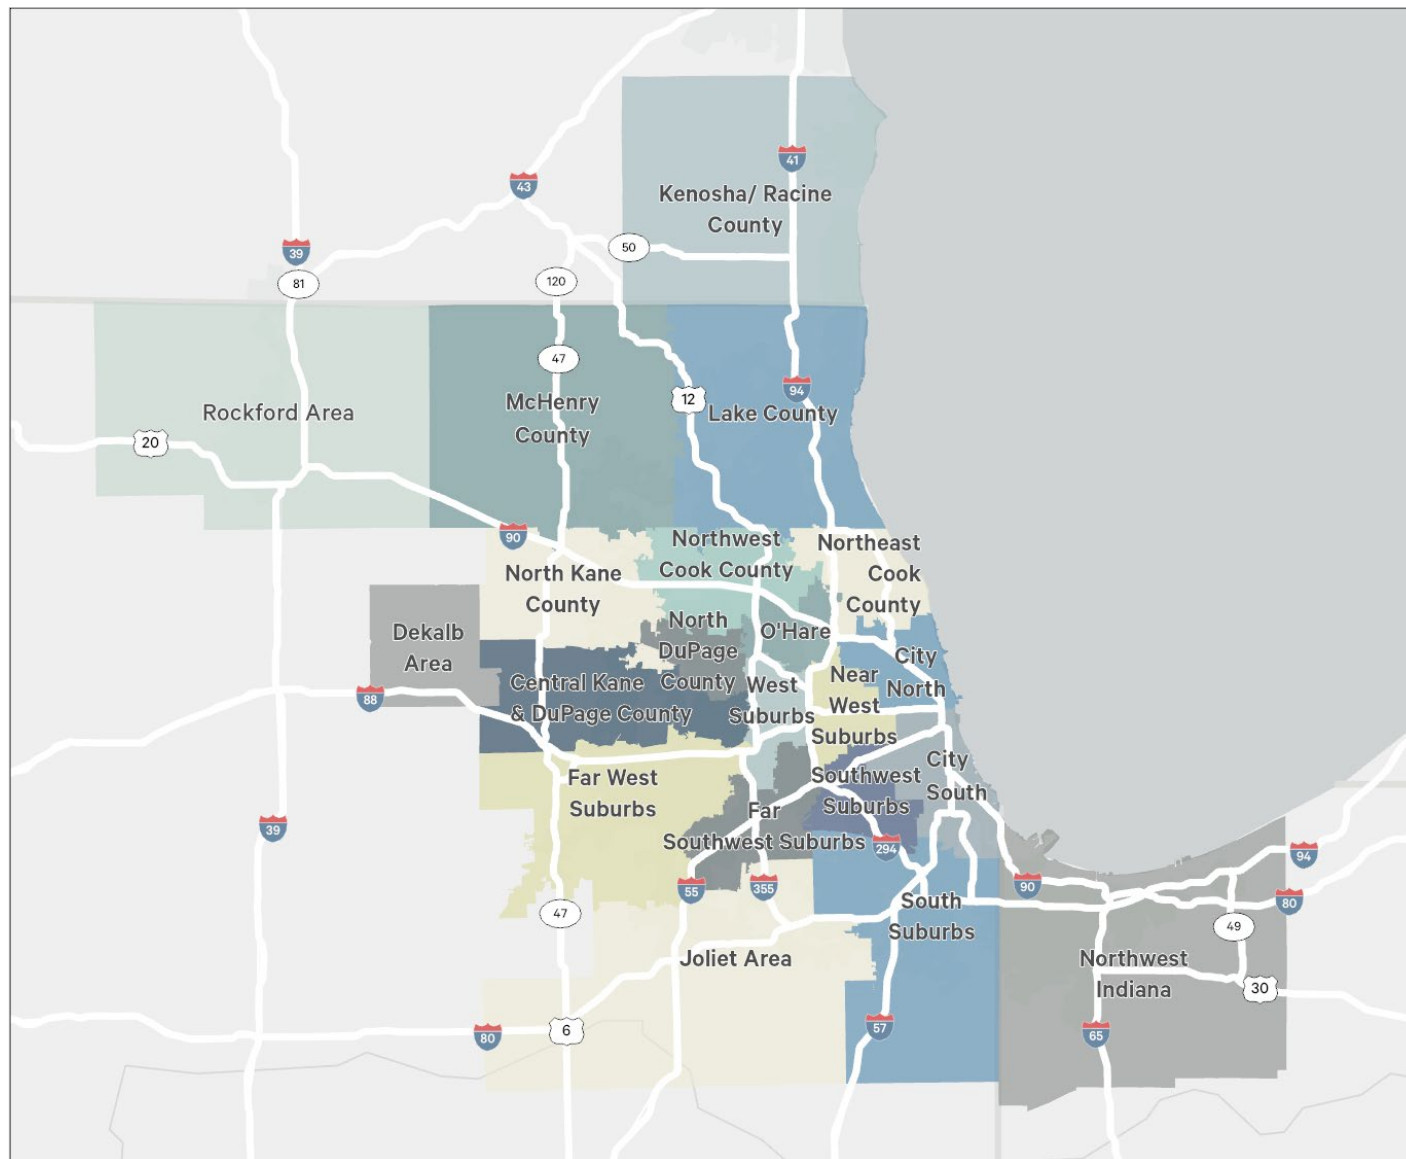 41
43
Kenosha/ Racine
County
39
50
81
120
47
94
12
McHenry
County
Lake County
Rockford Area
20
90
Northwest
Cook County
Northeast
Cook
County
North Kane
County
North
DuPage
County
O'Hare
Dekalb
Area
City
North
Near
West
Suburbs
Central Kane
& DuPage County
West
Suburbs
88
Far West
Suburbs
Southwest
Suburbs
City
South
Far
Southwest Suburbs
39
294
94
55
355
90
80
47
South
Suburbs
49
Joliet Area
Northwest
Indiana
30
80
6
57
65